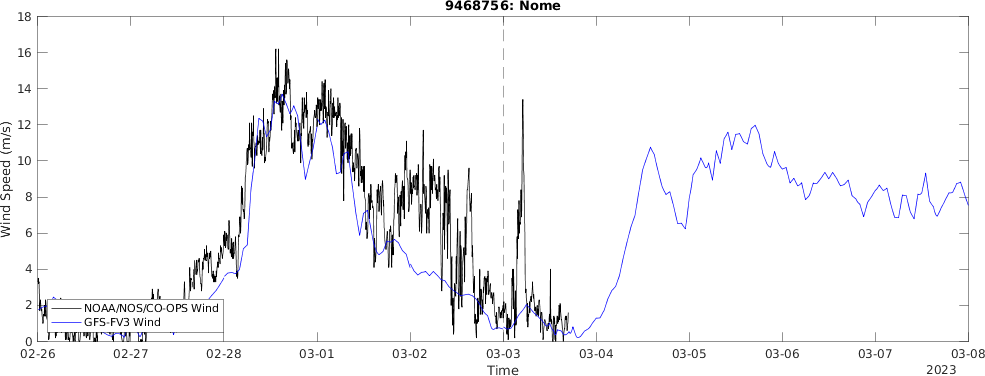 9468756: Nome
18
16
14
12
10
8
6
4
2
0
Wind Speed (m/s)
NOAA/NOS/CO-OPS Wind
GFS-FV3 Wind
02-26 02-27 02-28 03-01 03-02 03-03 03-04 03-05 03-06 03-07 03-08
Time
2023